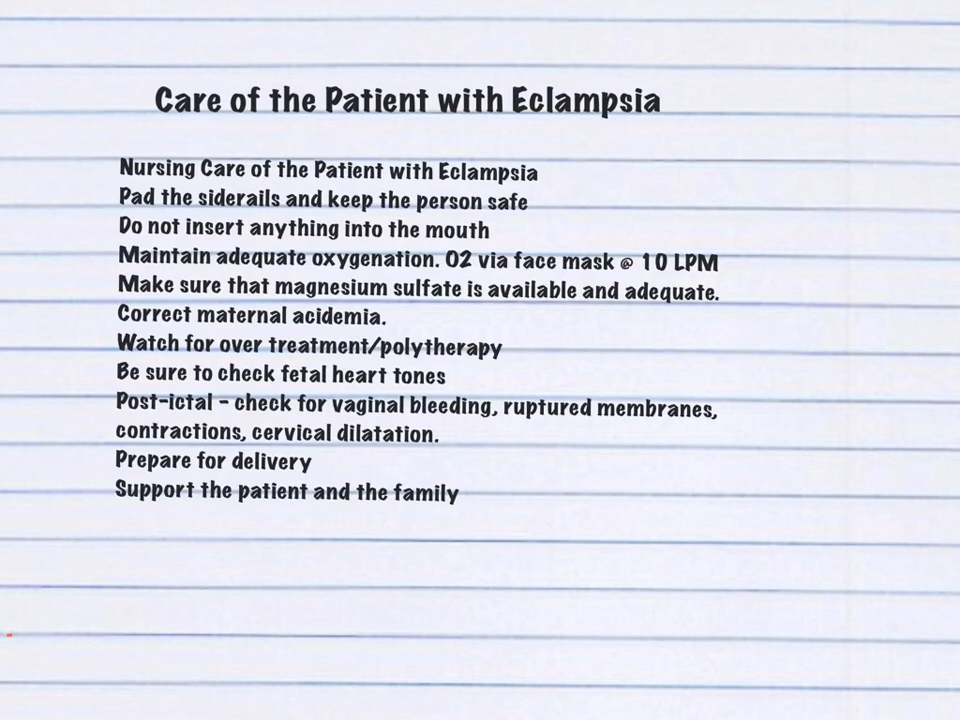 Care of the Patient with Eclampsia
Nursing Care of the Patient with Eclampsia
Pad the siderails and keep the person safe
Do not insert anything into the mouth
Maintain adequate oxygenation. O2 via face mask @ 10 LPM
Make sure that magnesium sulfate is available and adequate.
Correct maternal acidemia.
Watch for over treatment/polytherapy
Be sure to check fetal heart tones
Post-ictal - check for vaginal bleeding, ruptured membranes,
contractions, cervical dilatation.
Prepare for delivery
Support the patient and the family